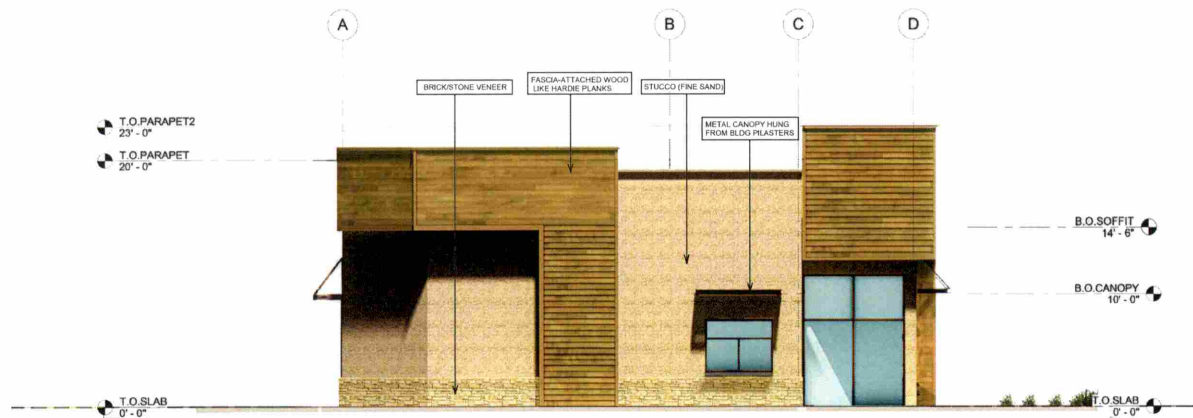 A
B
C
D
BRICK/STONE VENEER
FASCIA-ATTACHED WOOD
LIKE HARDIE PLANKS
STUCCO (FINE SAND)
METAL CANOPY HUNG
FROM BLDG PILASTERS
T.O.PARAPET2
23' - 0"
T.O.PARAPET
20' - 0"
B.O.SOFFIT
14' - 6"
B.O.CANOPY
10' - 0"
T.O.SLAB
0' - 0"
T.O.SLAB
0' - 0"